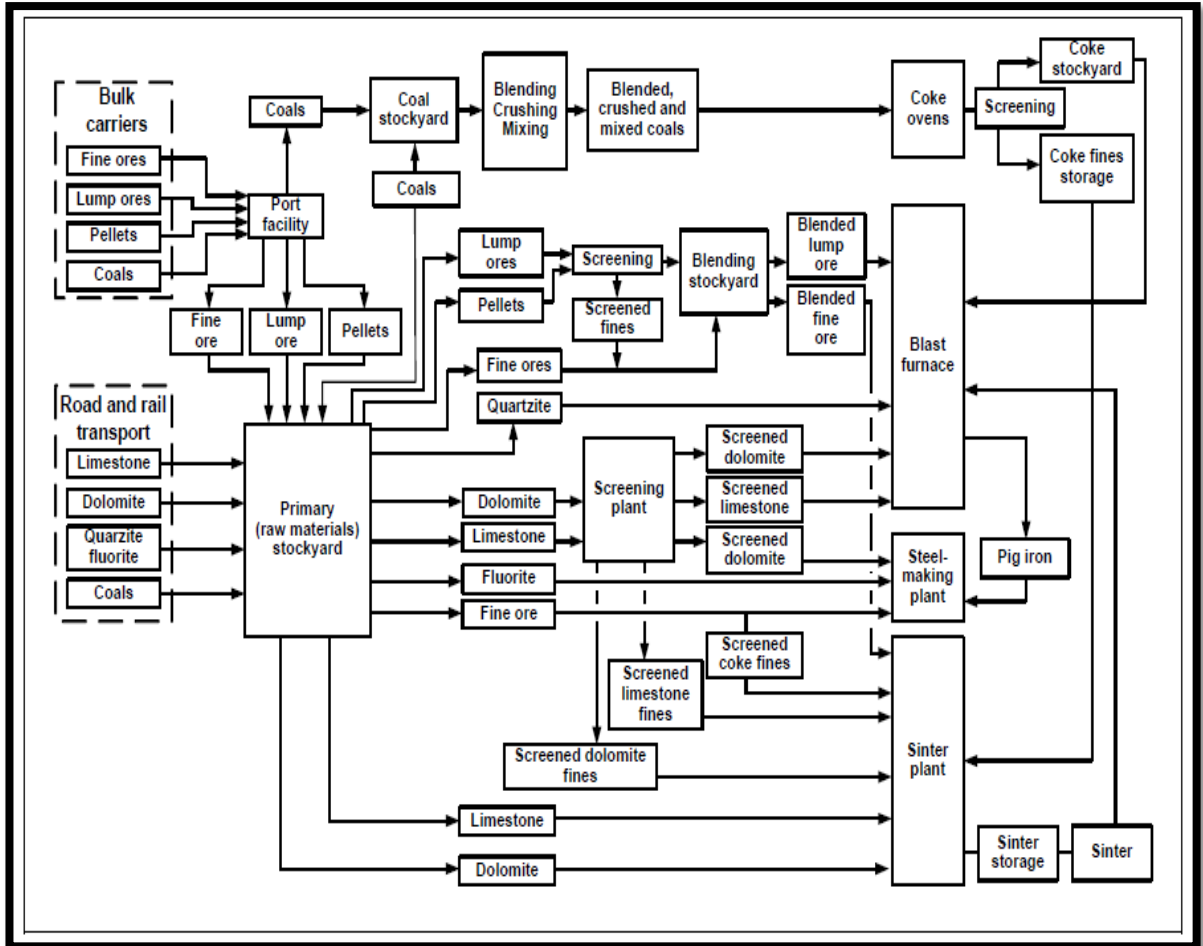 Bulk
carriers
Fine ores
Lump ores
Pellets
Coals
Port
facility
Coals
Coal
stockyard
Coals
Blending
Crushing
Mixing
Blended,
crushed and
mixed coals
Coke
ovens
Screening
Coke
stockyard
Coke fines
storage
Fine
ore
Lump
ore
Pellets
Lump
ores
Pellets
Screening
Screened
fines
Blending
stockyard
Blended
lump
ore
Blended
fine
ore
Blast
furnace
Fine ores
Quartzite
Road and rail
transport
Limestone
Dolomite
Quarzite
fluorite
Coals
Primary
(raw materials)
stockyard
Dolomite
Limestone
Fluorite
Fine ore
Screening
plant
Screened
dolomite
Screened
limestone
Screened
dolomite
Steel-
making
plant
Pig iron
Screened
coke fines
Screened
limestone
fines
Screened dolomite
fines
Sinter
plant
Limestone
Dolomite
Sinter
storage
Sinter